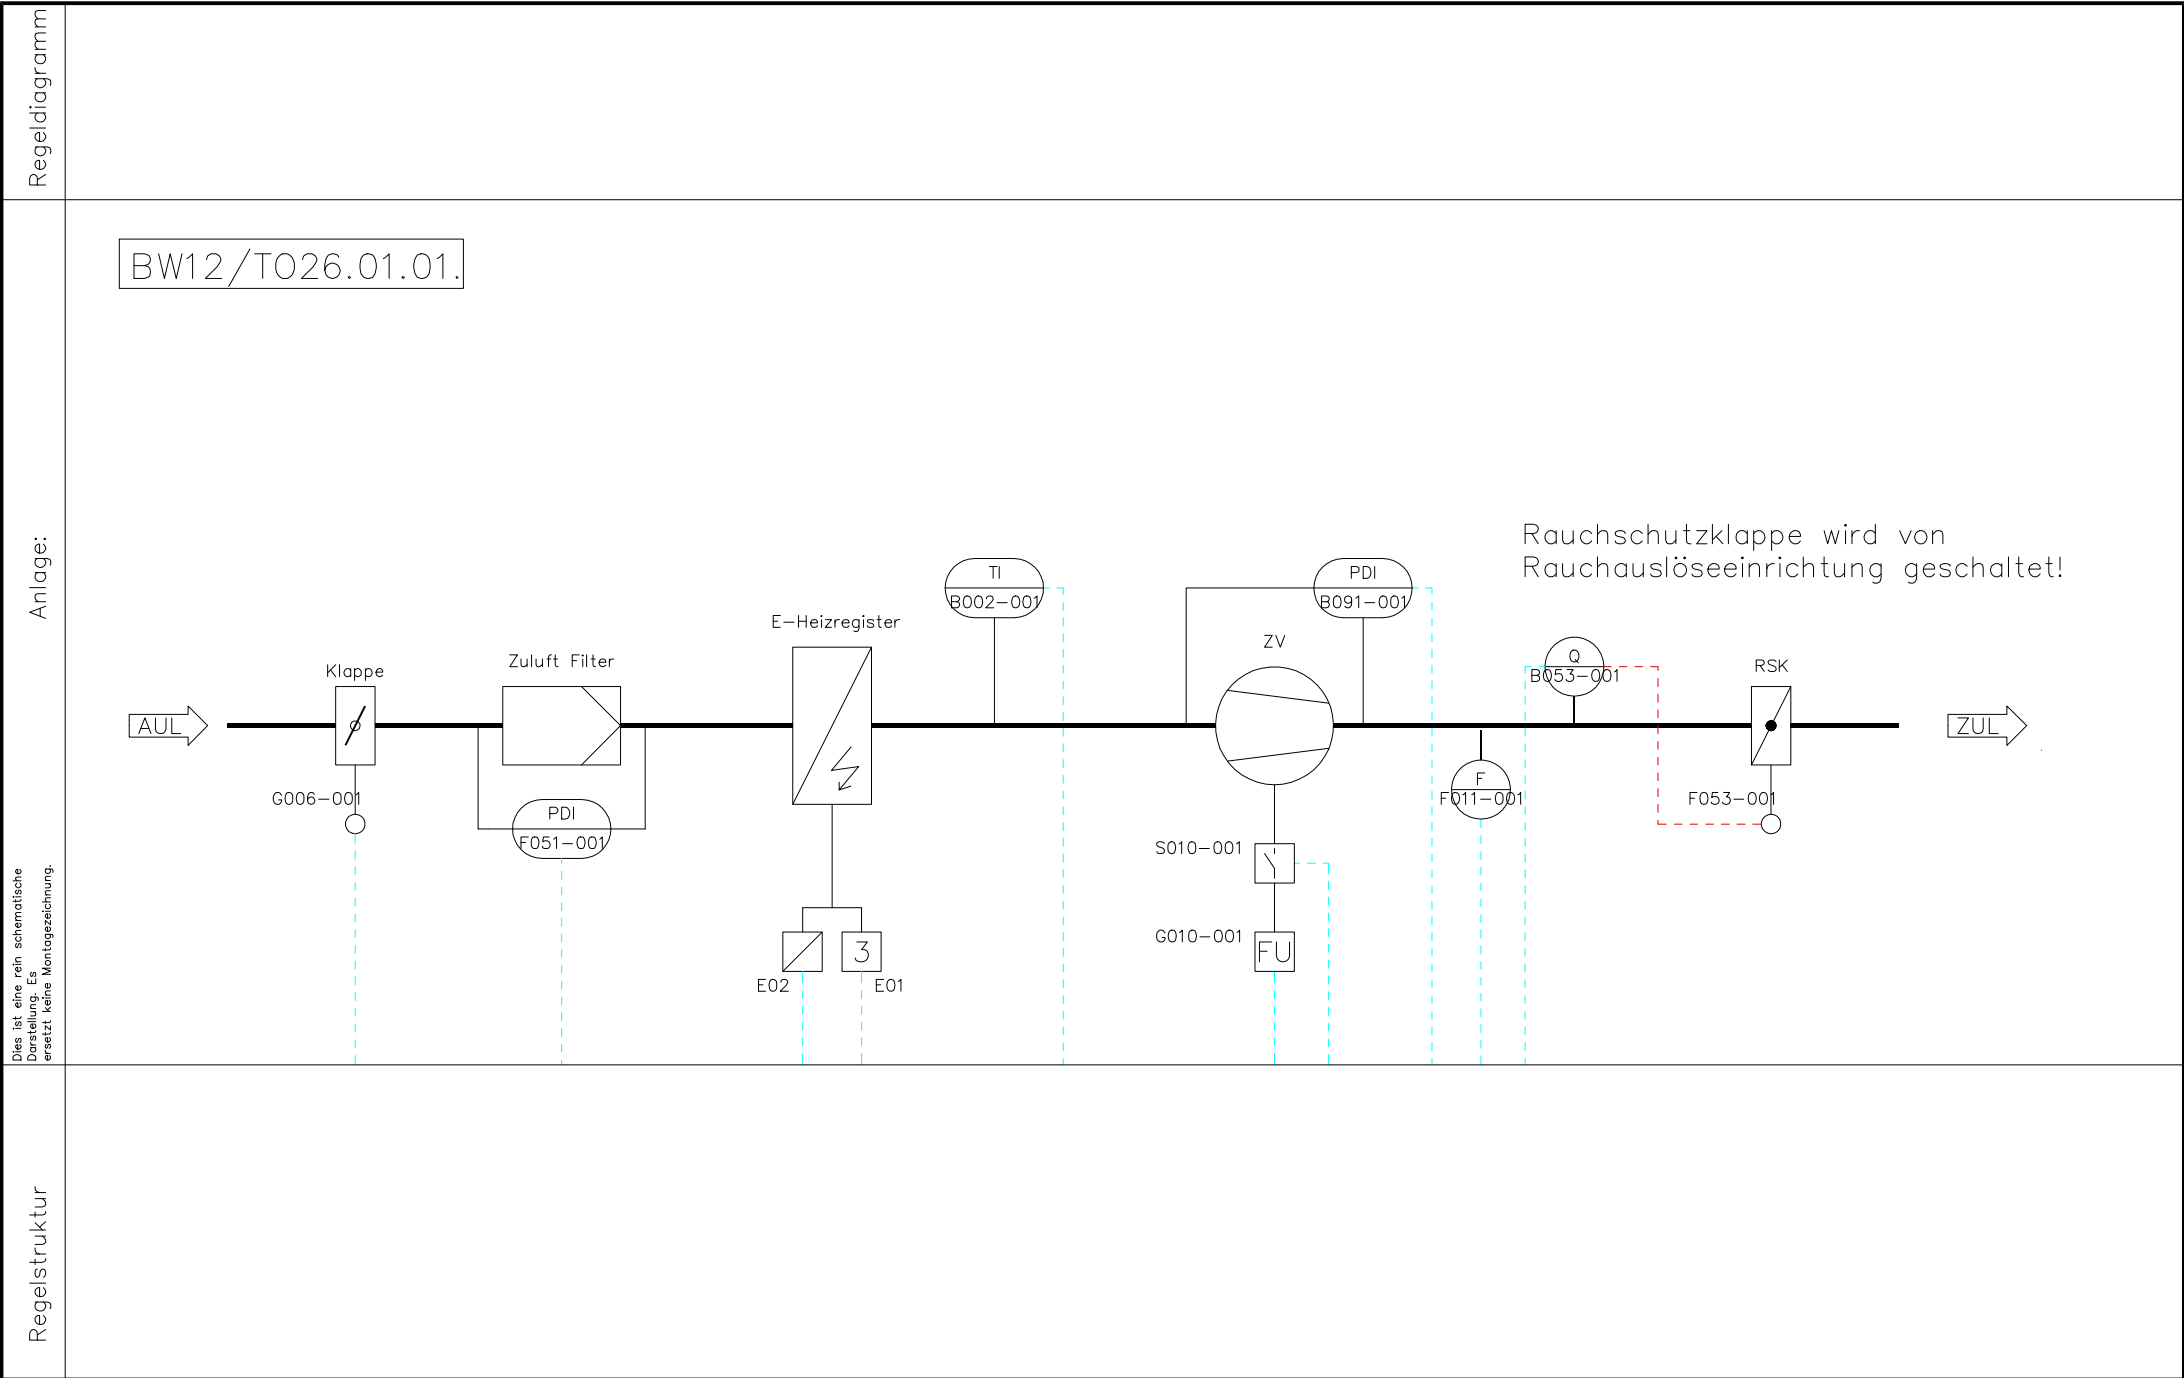 Regeldiagramm
BW12/TO26.01.01.
Anlage:
Rauchschutzklappe wird von
Rauchauslöseeinrichtung geschaltet!
TI
B002-001
PDI
B091-001
E-Heizregister
ZV
Zuluft Filter
Klappe
Q
B053-001
RSK
AUL
ZUL
G006-001
PDI
F051-001
F
F011-001
F053-001
S010-001
G010-001
FU
3
E02
E01
Dies ist eine rein schematische
Darstellung. Es
ersetzt keine Montagezeichnung.
Regelstruktur